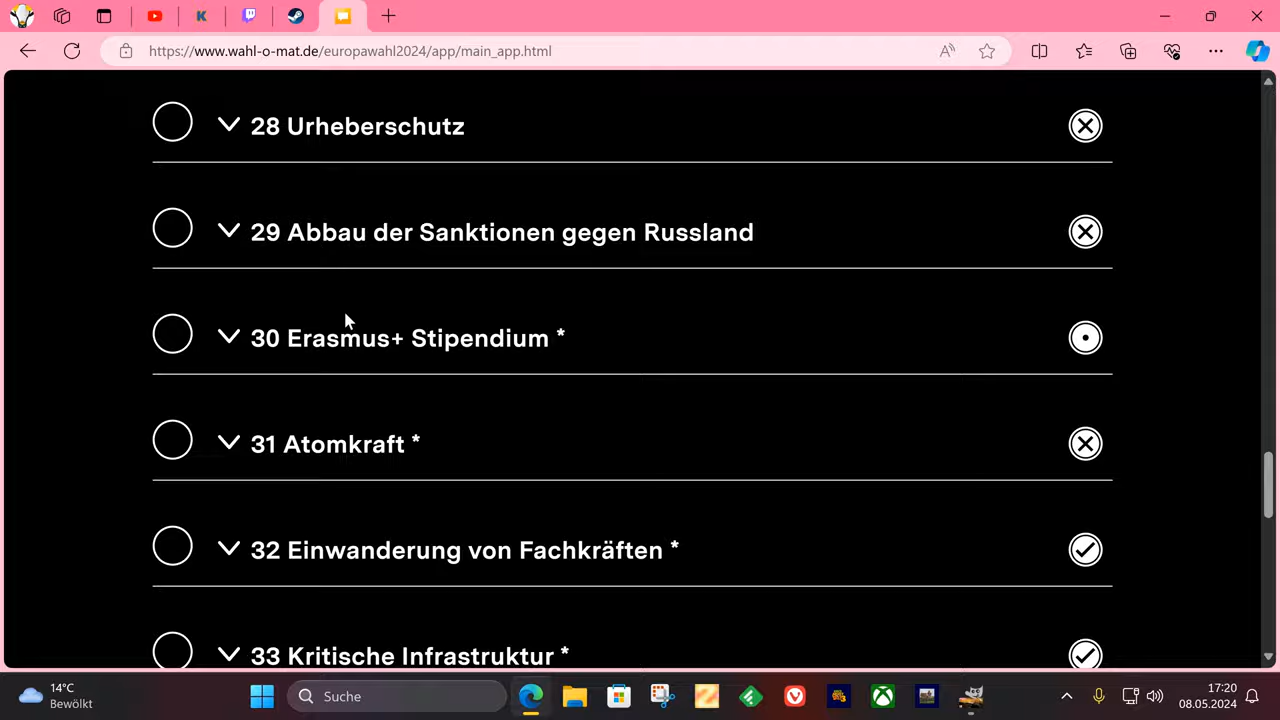 https://www.wahl-o-mat.de/europawahl2024/app/main_app.html
28 Urheberschutz
29 Abbau der Sanktionen gegen Russland
30 Erasmus+ Stipendium *
31 Atomkraft *
32 Einwanderung von Fachkräften *
33 Kritische Infrastruktur *
14°C
Bewölkt
Suche
17:20
08.05.2024